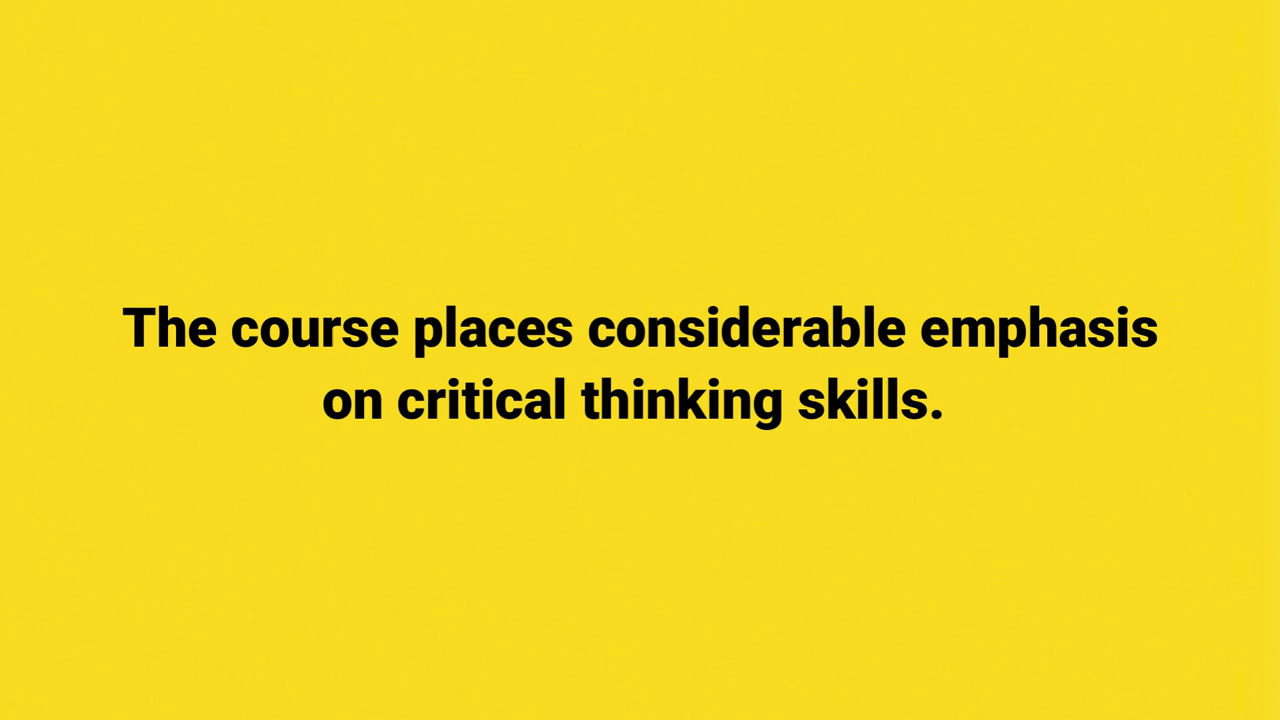 The course places considerable emphasis
on critical thinking skills.